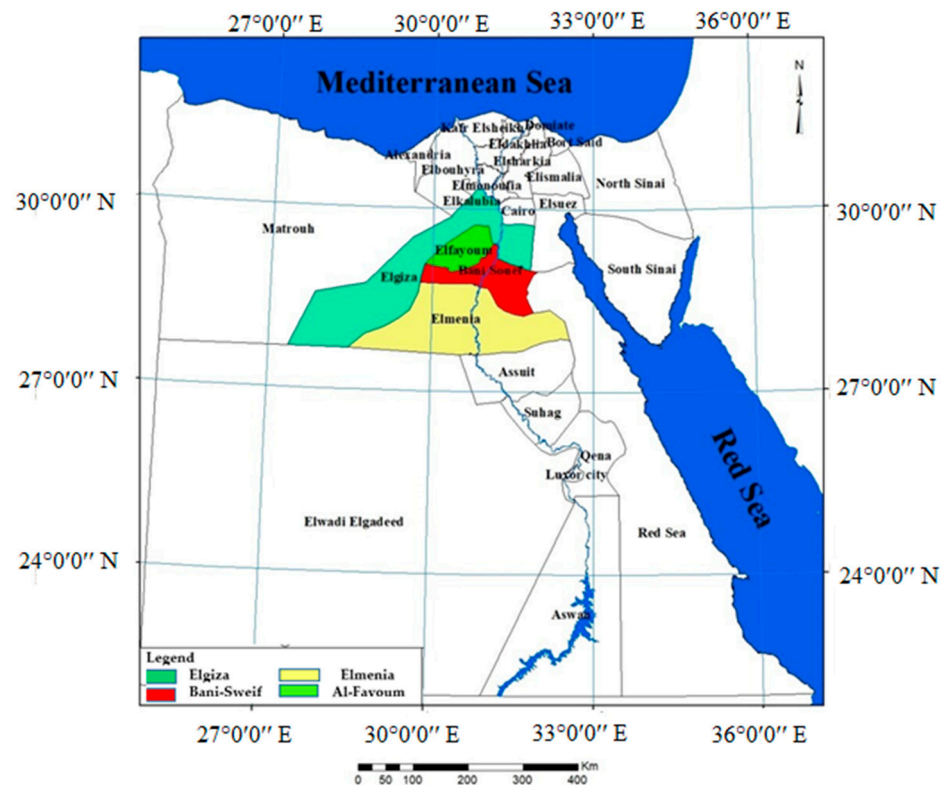 27°0'0'' E 30°0'0'' E 33°0'0'' E 36°0'0'' E
N
Mediterranean Sea
Kafr Elsheikh Domiate
Eldakhlia Bort Said
Alexandria Elsharkia
Elbouhyra Elismalia
Elmonoufia North Sinai
30°0'0'' N Elkalubia Cairo Elsuez 30°0'0'' N
Matrouh
Elfayoum
Bani Souef South Sinai
Elgiza
Elmenia
Assuit
27°0'0'' N 27°0'0'' N
Suhag
Qena
Luxor city
Red Sea
Elwadi Elgadeed Red Sea
24°0'0'' N 24°0'0'' N
Aswan
Legend
Elgiza Elmenia
Bani-Sweif Al-Fayoum
27°0'0'' E 30°0'0'' E 33°0'0'' E 36°0'0'' E
Km
0 50 100 200 300 400